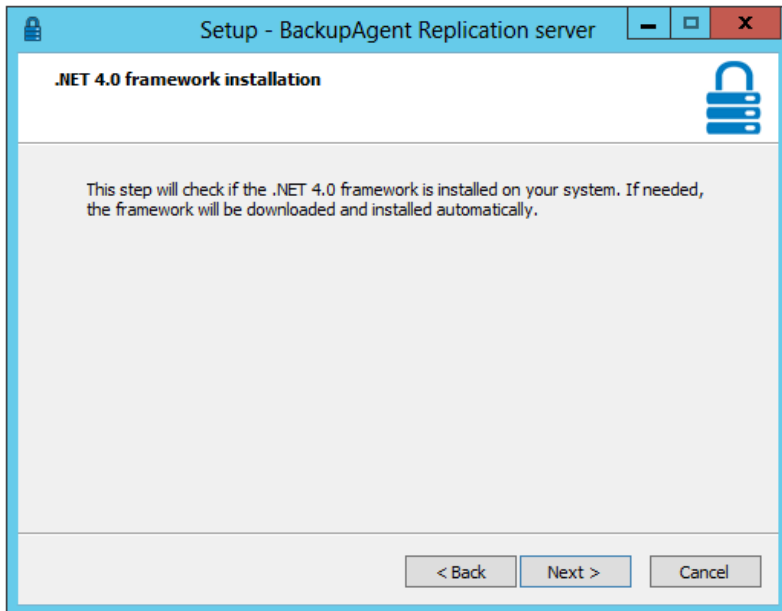 Setup - BackupAgent Replication server
.NET 4.0 framework installation
This step will check if the .NET 4.0 framework is installed on your system. If needed,
the framework will be downloaded and installed automatically.
< Back
Next >
Cancel